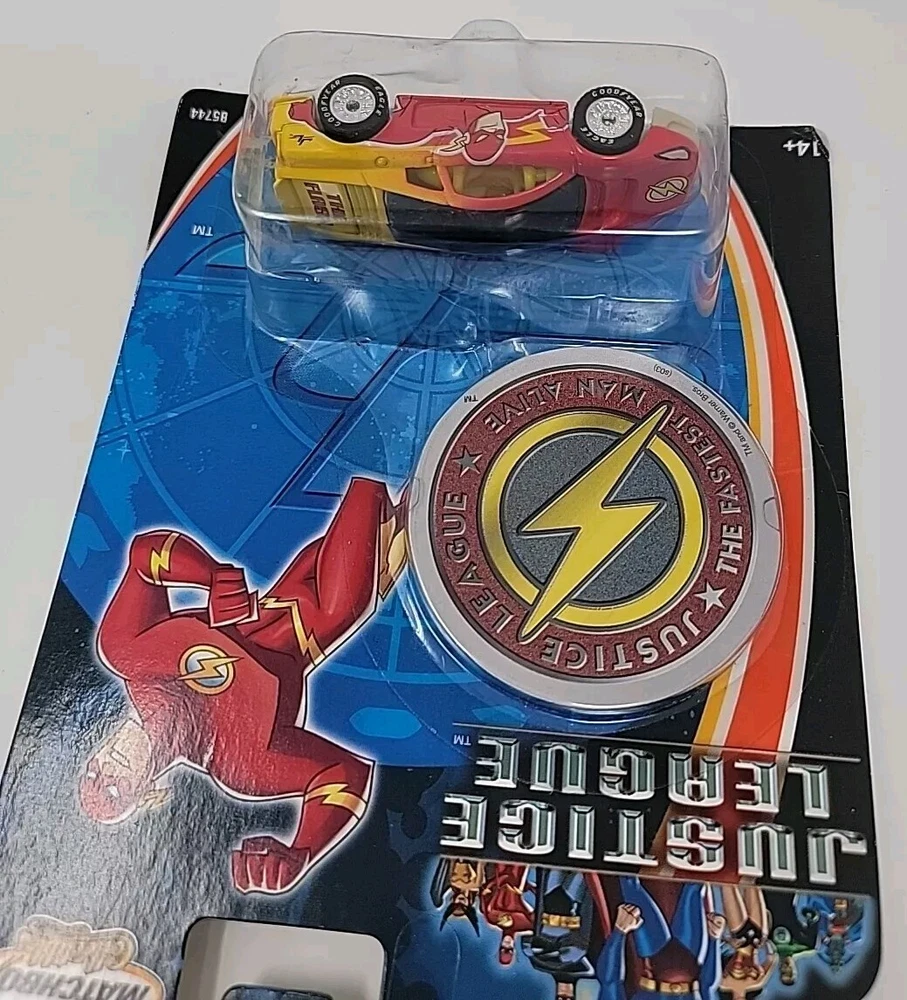 MATCHBOX
JUSTICE
LEAGUE
TM
JUSTICE LEAGUE
THE FASTEST MAN ALIVE
TM
TM and © Warner Bros.
(s03)
TM
THE
FLASH
GOODYEAR
EAGLE
GOODYEAR
EAGLE
14+
85744